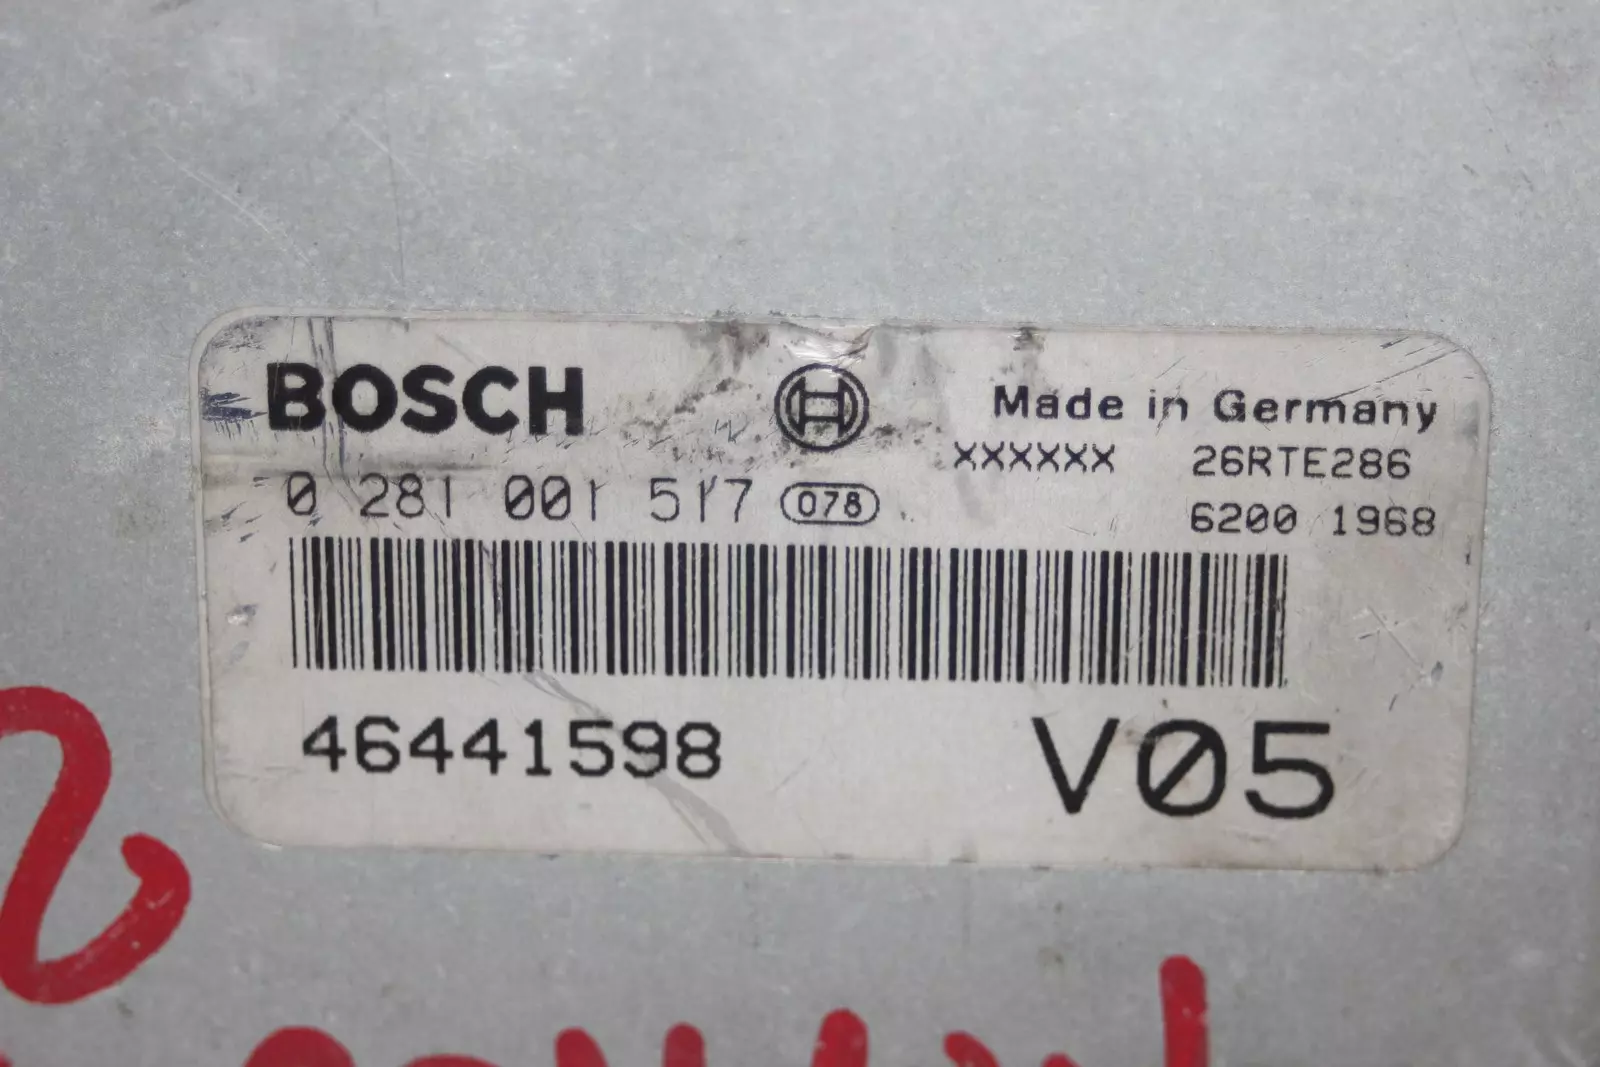 BOSCH
Made in Germany
XXXXXX 26RTE286
0 281 001 517 078
6200 1968
46441598 V05